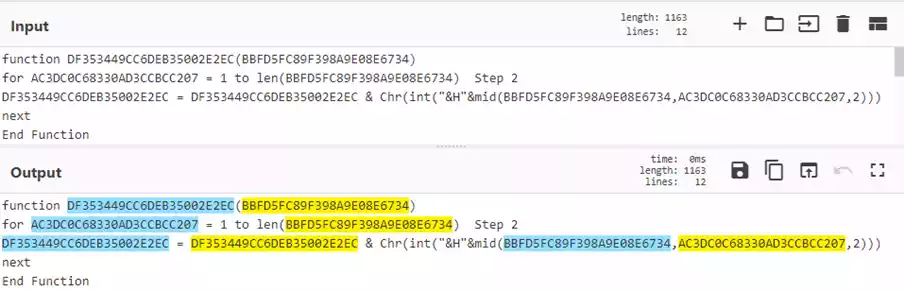 Input
length: 1163
lines: 12
function DF353449CC6DEB35002E2EC(BBFD5FC89F398A9E08E6734)
for AC3DC0C68330AD3CCBCC207 = 1 to len(BBFD5FC89F398A9E08E6734) Step 2
DF353449CC6DEB35002E2EC = DF353449CC6DEB35002E2EC & Chr(int("&H"&mid(BBFD5FC89F398A9E08E6734,AC3DC0C68330AD3CCBCC207,2)))
next
End Function
Output
time: 0ms
length: 1163
lines: 12
function DF353449CC6DEB35002E2EC(BBFD5FC89F398A9E08E6734)
for AC3DC0C68330AD3CCBCC207 = 1 to len(BBFD5FC89F398A9E08E6734) Step 2
DF353449CC6DEB35002E2EC = DF353449CC6DEB35002E2EC & Chr(int("&H"&mid(BBFD5FC89F398A9E08E6734,AC3DC0C68330AD3CCBCC207,2)))
next
End Function